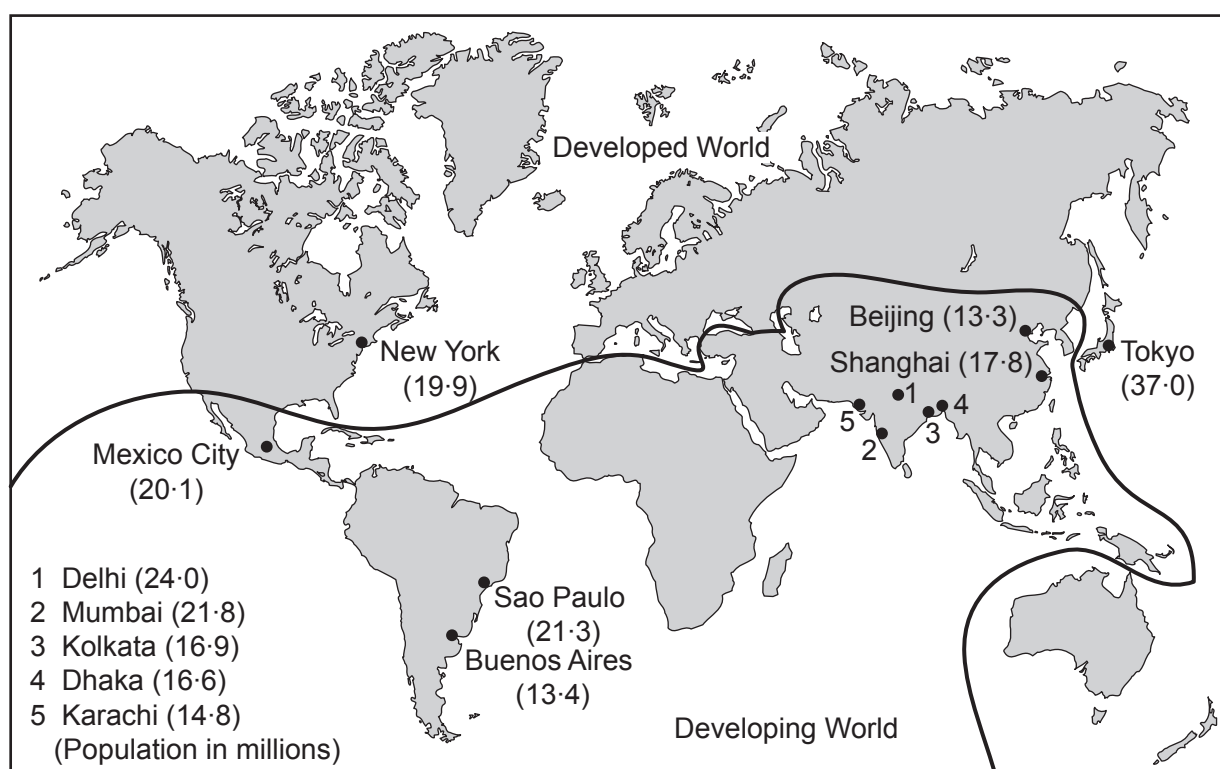 Developed World
Beijing (13·3)
New York
(19·9)
Shanghai (17·8)
Tokyo
(37·0)
1
4
5
3
2
Mexico City
(20·1)
1 Delhi (24·0)
2 Mumbai (21·8)
3 Kolkata (16·9)
4 Dhaka (16·6)
5 Karachi (14·8)
(Population in millions)
Sao Paulo
(21·3)
Buenos Aires
(13·4)
Developing World